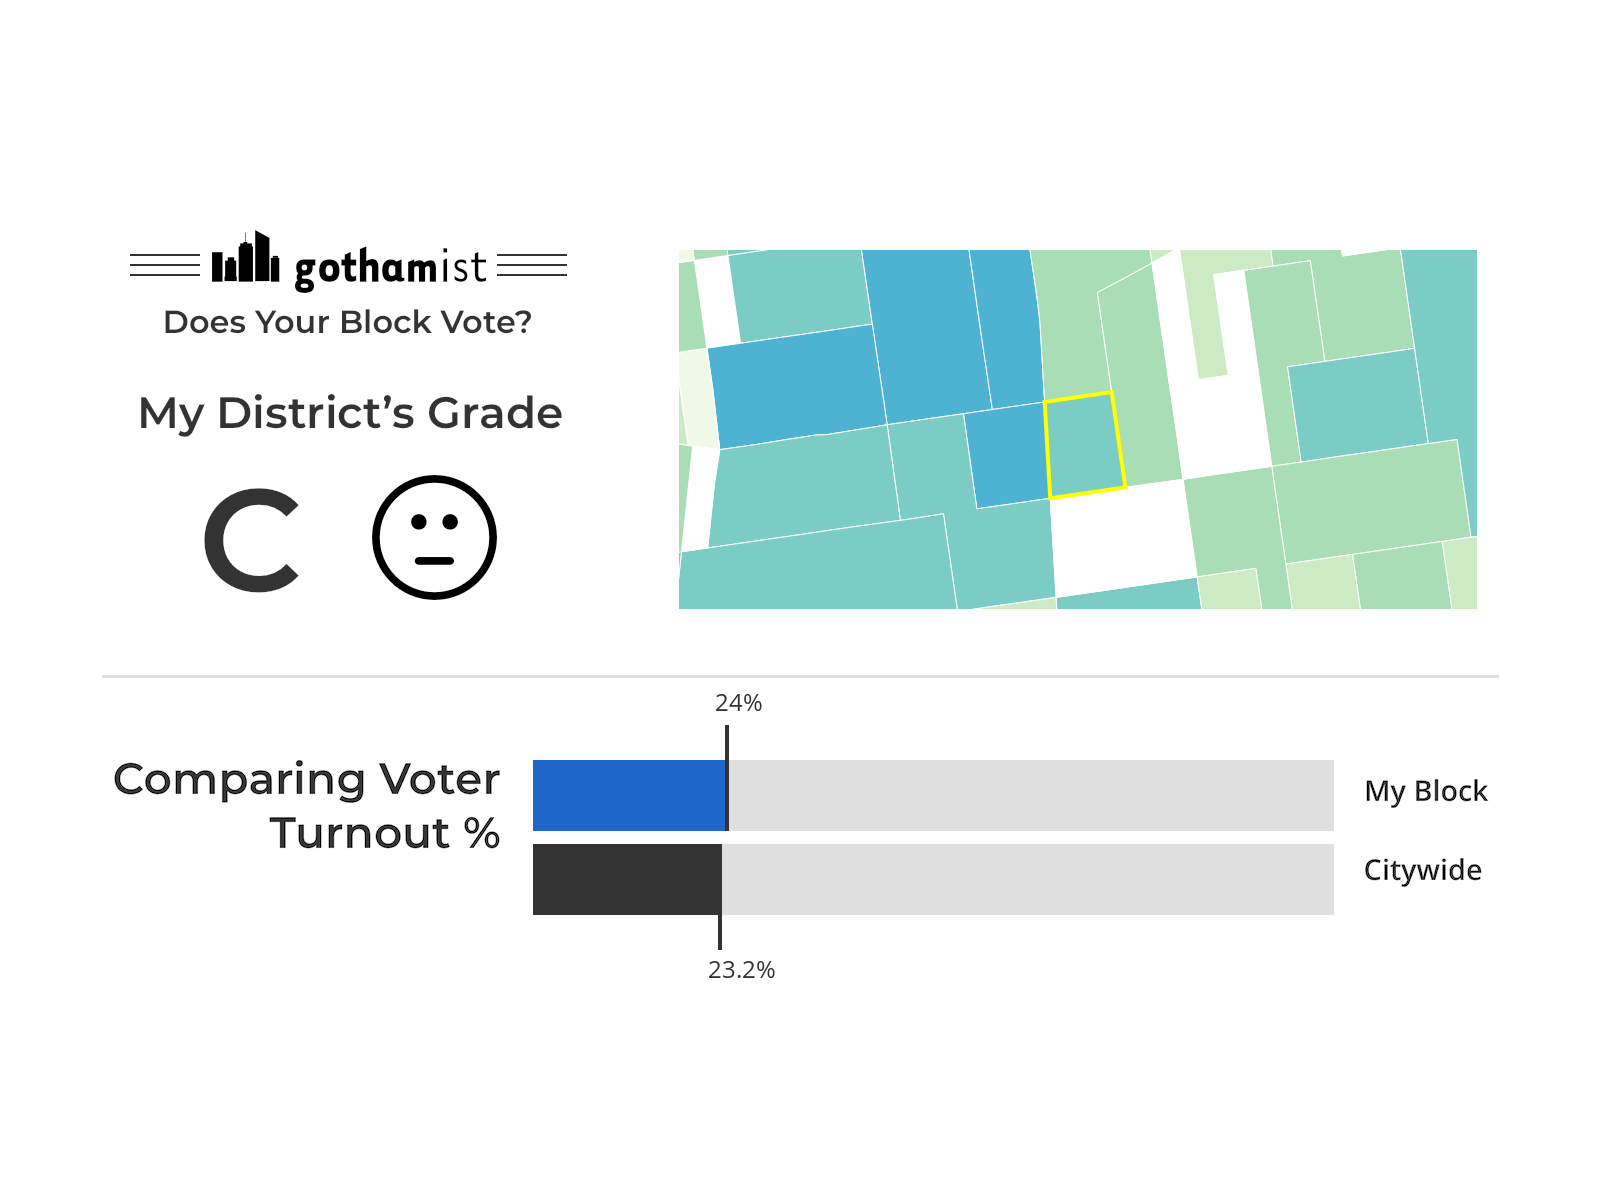 gothamist
Does Your Block Vote?
My District’s Grade
C
24%
Comparing Voter
Turnout %
My Block
Citywide
23.2%